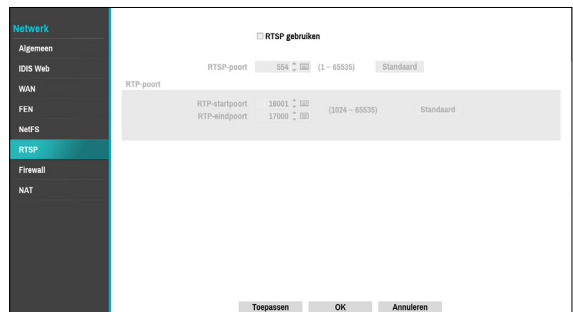 Netwerk
Algemeen
IDIS Web
WAN
FEN
NetFS
RTSP
Firewall
NAT
RTSP gebruiken
RTSP-poort 554 (1 ~ 65535) Standaard
RTP-poort
RTP-startpoort 16001
RTP-eindpoort 17000
(1024 ~ 65535) Standaard
Toepassen OK Annuleren